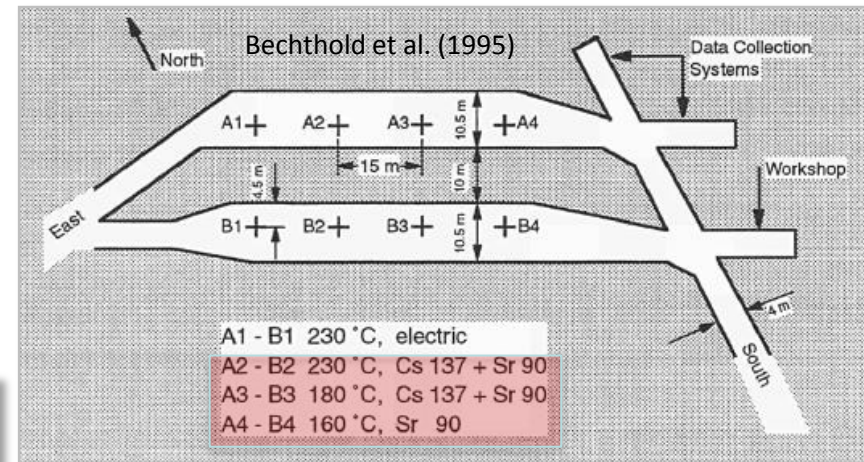 Bechthold et al. (1995)
North
Data Collection
Systems
A1
A2
A3
A4
10.5 m
15 m
4.5 m
10 m
Workshop
East
B1
B2
B3
B4
10.5 m
4 m
South
A1 - B1 230 °C, electric
A2 - B2 230 °C, Cs 137 + Sr 90
A3 - B3 180 °C, Cs 137 + Sr 90
A4 - B4 160 °C, Sr 90